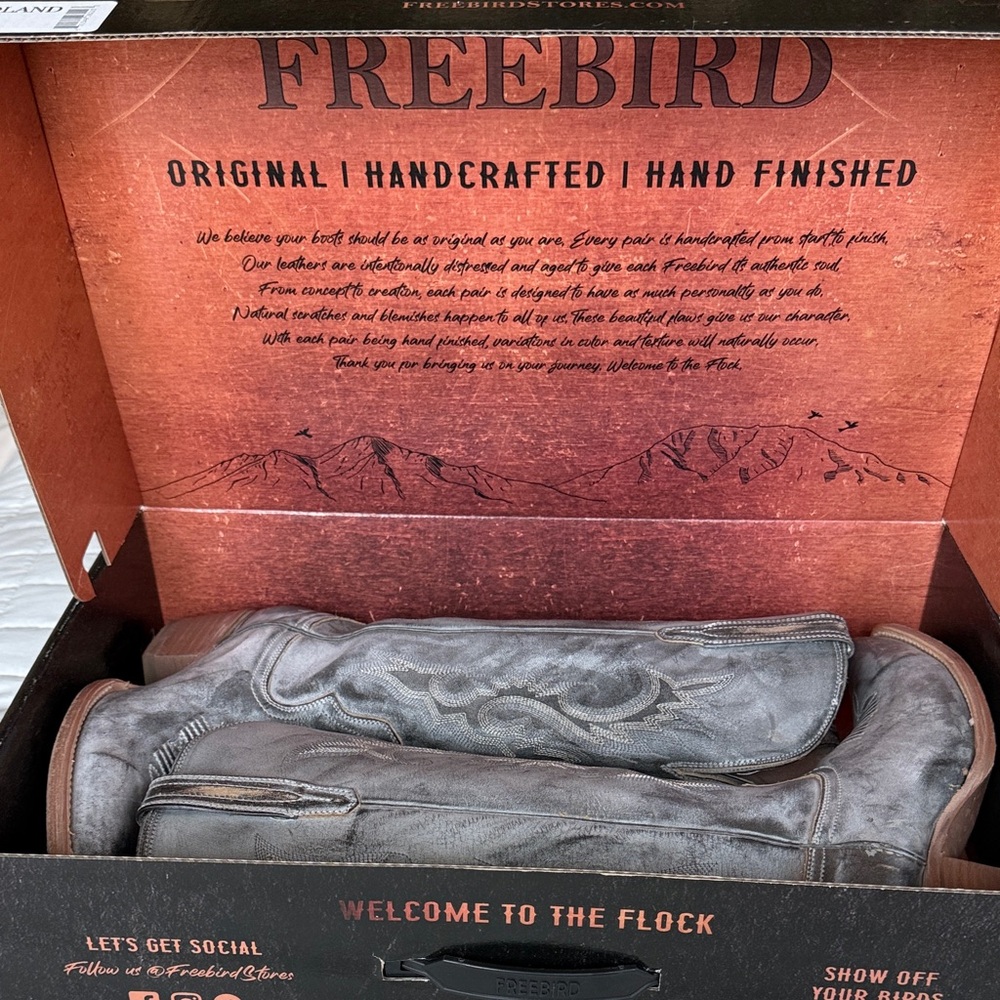 FREEBIRDSTORES.COM
FREEBIRD
ORIGINAL | HANDCRAFTED | HAND FINISHED
We believe your boots should be as original as you are. Every pair is handcrafted from start to finish.
Our leathers are intentionally distressed and aged to give each Freebird its authentic soul.
From concept to creation, each pair is designed to have as much personality as you do.
Natural scratches and blemishes happen to all of us. These beautiful flaws give us our character.
With each pair being hand finished, variations in color and texture will naturally occur.
Thank you for bringing us on your journey. Welcome to the Flock.
WELCOME TO THE FLOCK
LET'S GET SOCIAL
Follow us @FreebirdStores
FREEBIRD
SHOW OFF
YOUR BIRDS